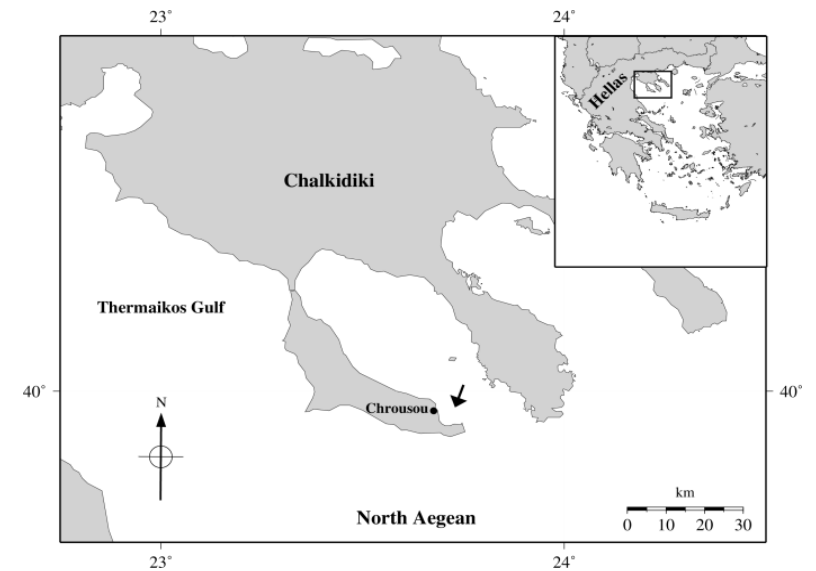 23° 24°
Hellas
Chalkidiki
Thermaikos Gulf
40° 40°
N
Chrousou
km
0 10 20 30
North Aegean
23° 24°